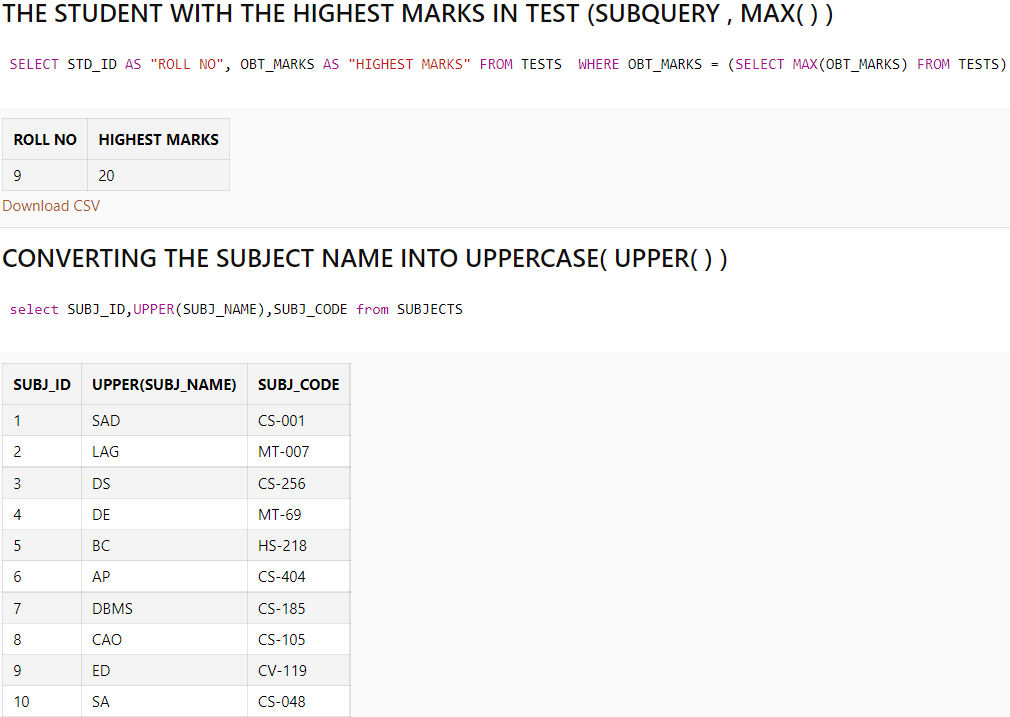 THE STUDENT WITH THE HIGHEST MARKS IN TEST (SUBQUERY , MAX( ) )
SELECT STD_ID AS "ROLL NO", OBT_MARKS AS "HIGHEST MARKS" FROM TESTS  WHERE OBT_MARKS = (SELECT MAX(OBT_MARKS) FROM TESTS)
ROLL NO HIGHEST MARKS
9 20
Download CSV
CONVERTING THE SUBJECT NAME INTO UPPERCASE( UPPER( ) )
select SUBJ_ID,UPPER(SUBJ_NAME),SUBJ_CODE from SUBJECTS
SUBJ_ID UPPER(SUBJ_NAME) SUBJ_CODE
1 SAD CS-001
2 LAG MT-007
3 DS CS-256
4 DE MT-69
5 BC HS-218
6 AP CS-404
7 DBMS CS-185
8 CAO CS-105
9 ED CV-119
10 SA CS-048